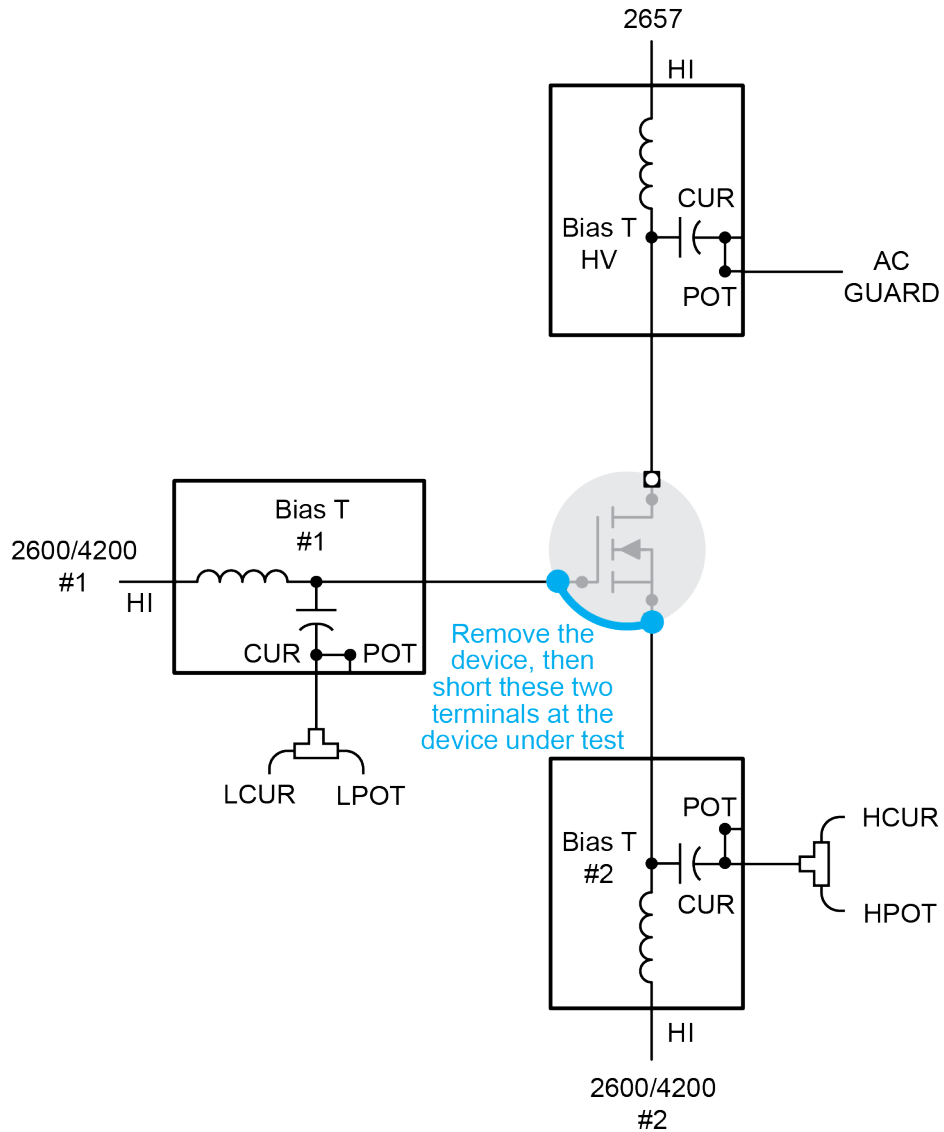 2657
HI
CUR
Bias T
HV
POT
AC
GUARD
Bias T
#1
2600/4200
#1
HI
CUR
POT
LCUR
LPOT
Remove the
device, then
short these two
terminals at the
device under test
POT
Bias T
#2
CUR
HCUR
HPOT
HI
2600/4200
#2